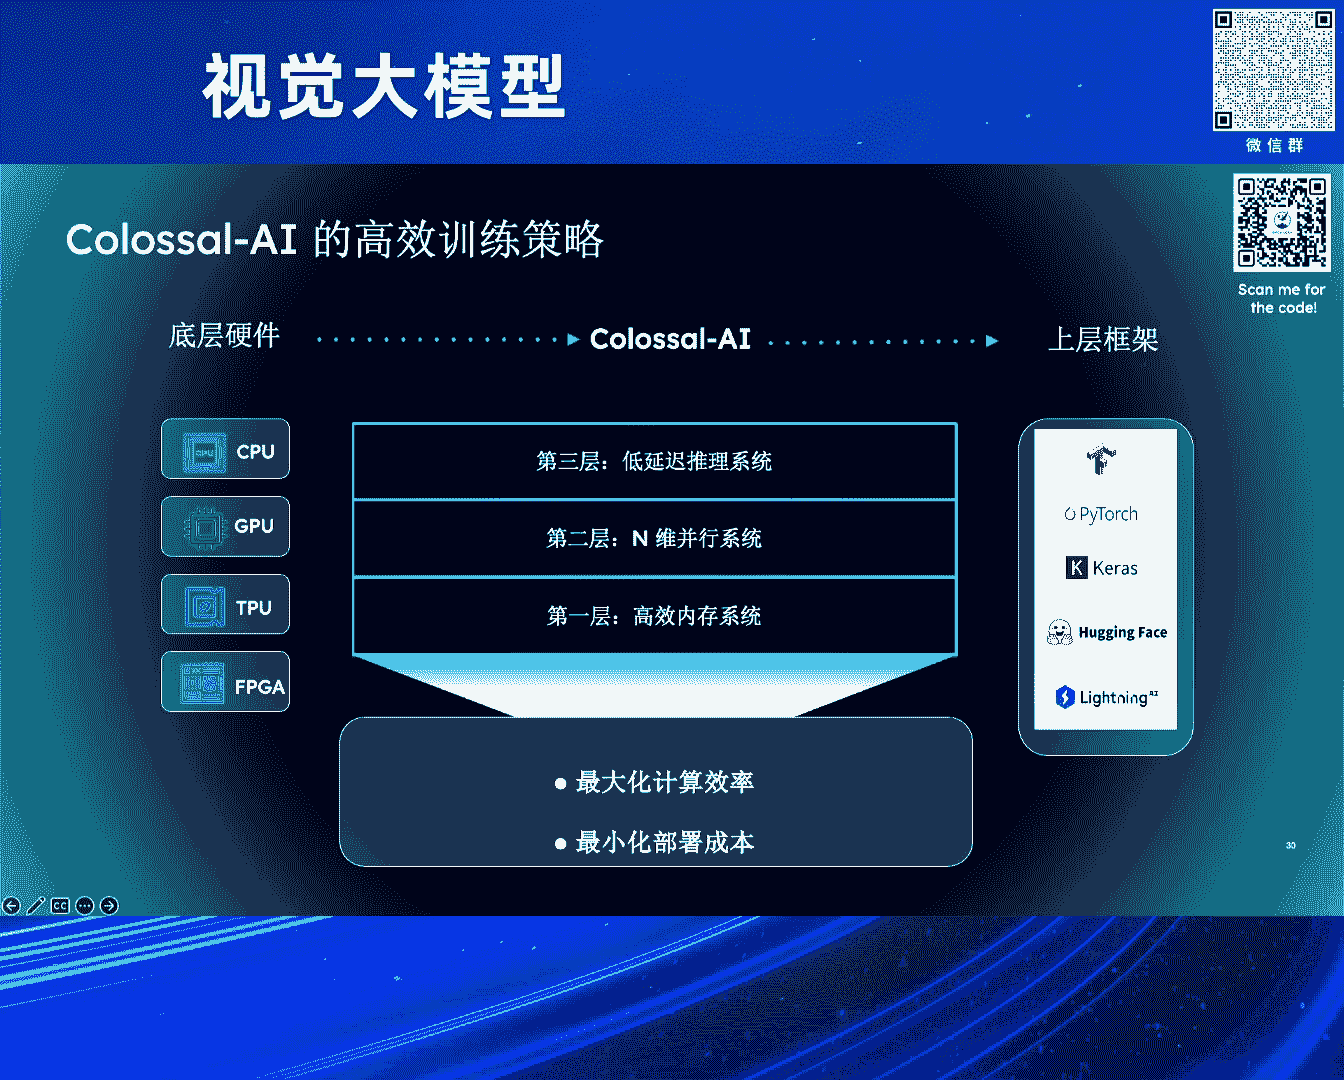 视觉大模型
微信群
Colossal-AI 的高效训练策略
Scan me for
the code!
底层硬件
Colossal-AI
上层框架
CPU
CPU
GPU
TPU
FPGA
第三层：低延迟推理系统
第二层：N 维并行系统
第一层：高效内存系统
PyTorch
K Keras
Hugging Face
Lightning AI
● 最大化计算效率
● 最小化部署成本
30
CC